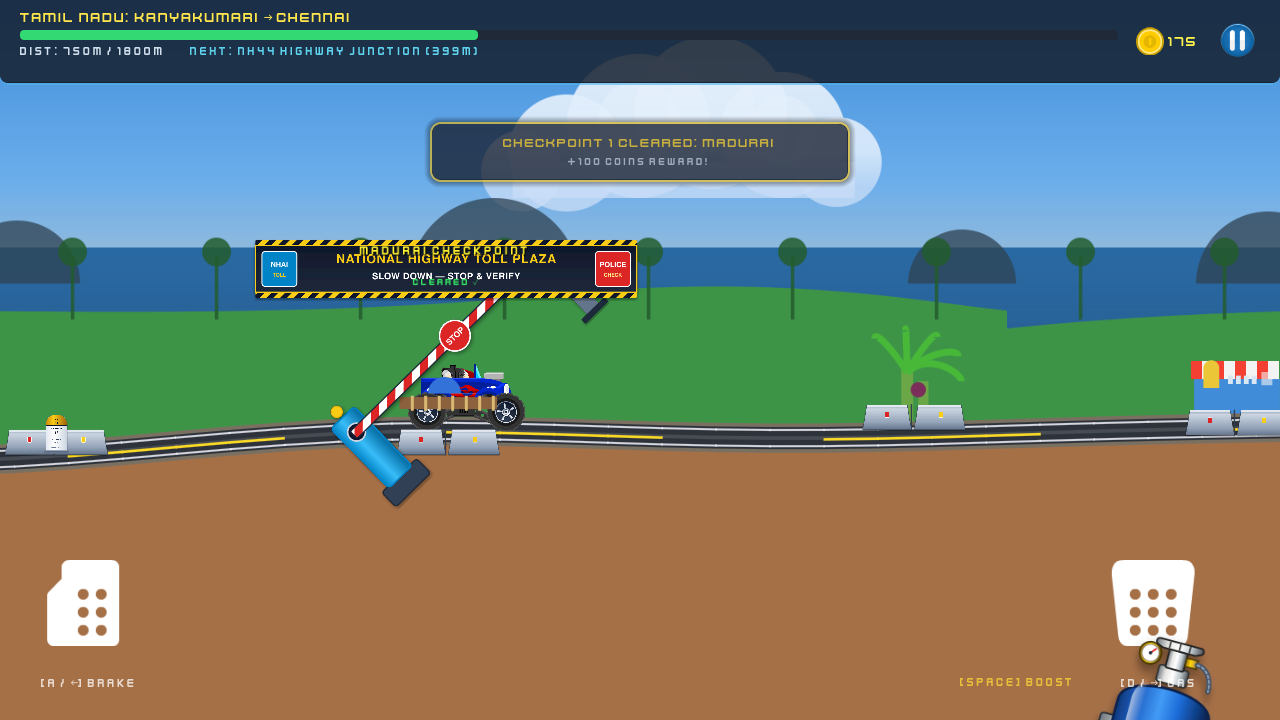 TAMIL NADU: KANYAKUMARI → CHENNAI
DIST: 750M / 1800M
NEXT: NH44 HIGHWAY JUNCTION (399M)
175
CHECKPOINT 1 CLEARED: MADURAI
+100 COINS REWARD!
MADURAI CHECKPOINT
NATIONAL HIGHWAY TOLL PLAZA
NHAI
TOLL
POLICE
CHECK
SLOW DOWN — STOP & VERIFY
CLEARED ✓
STOP
[A / ←] BRAKE
[SPACE] BOOST
[D / →] GAS